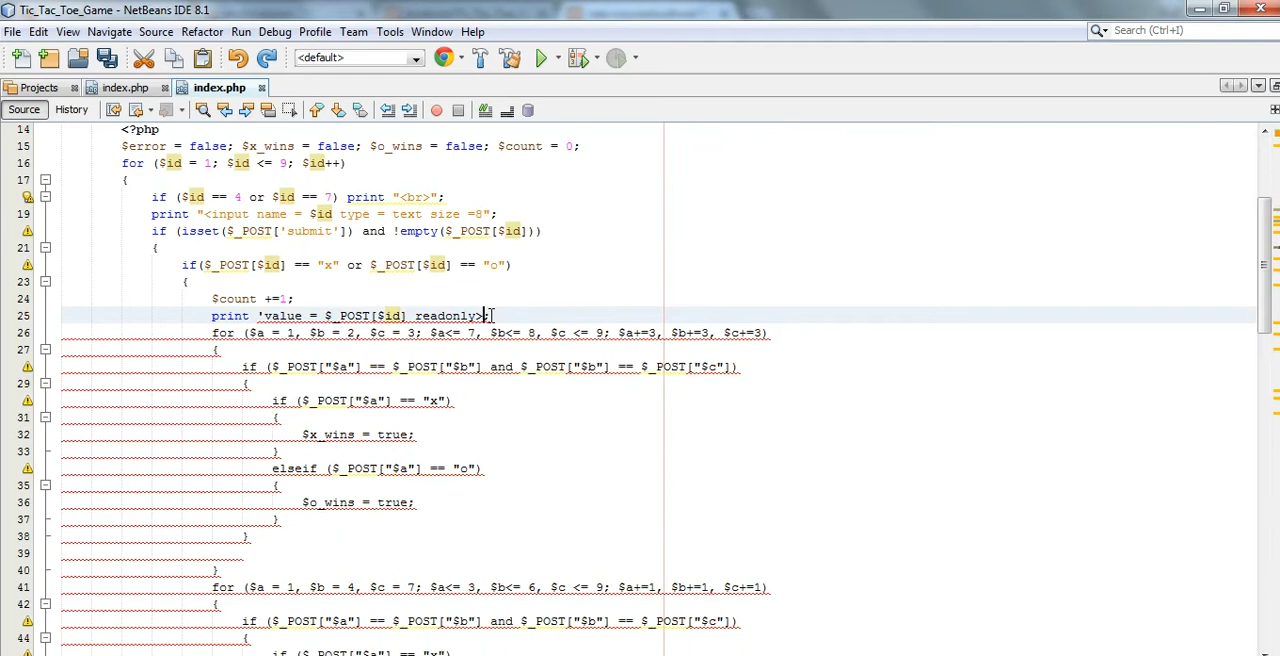 Tic_Tac_Toe_Game - NetBeans IDE 8.1
File Edit View Navigate Source Refactor Run Debug Profile Team Tools Window Help
Search (Ctrl+I)
<default>
Projects index.php index.php
Source History
14 <?php
15 $error = false; $x_wins = false; $o_wins = false; $count = 0;
16 for ($id = 1; $id <= 9; $id++)
17 {
if ($id == 4 or $id == 7) print "<br>";
19 print "<input name = $id type = text size =8";
if (isset($_POST['submit']) and !empty($_POST[$id]))
21 {
if($_POST[$id] == "x" or $_POST[$id] == "o")
23 {
24 $count +=1;
25 print 'value = $_POST[$id] readonly>;
26 for ($a = 1, $b = 2, $c = 3; $a<= 7, $b<= 8, $c <= 9; $a+=3, $b+=3, $c+=3)
27 {
if ($_POST["$a"] == $_POST["$b"] and $_POST["$b"] == $_POST["$c"])
29 {
if ($_POST["$a"] == "x")
31 {
32 $x_wins = true;
33 }
elseif ($_POST["$a"] == "o")
35 {
36 $o_wins = true;
37 }
38 }
39
40 }
41 for ($a = 1, $b = 4, $c = 7; $a<= 3, $b<= 6, $c <= 9; $a+=1, $b+=1, $c+=1)
42 {
if ($_POST["$a"] == $_POST["$b"] and $_POST["$b"] == $_POST["$c"])
44 {
if ($_POST["$a"] == "x")